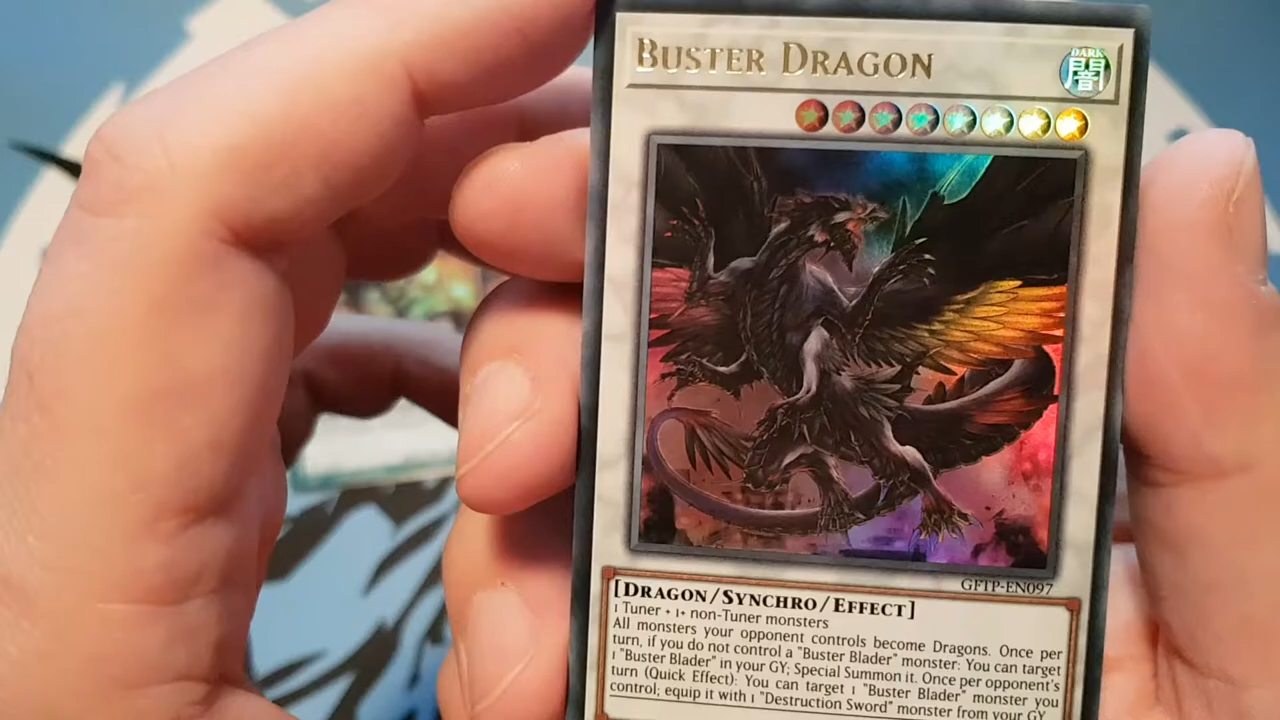 BUSTER DRAGON
DARK
闇
GFTP-EN097
[DRAGON/SYNCHRO/EFFECT]
1 Tuner + 1+ non-Tuner monsters
All monsters your opponent controls become Dragons. Once per
turn, if you do not control a "Buster Blader" monster: You can target
1 "Buster Blader" in your GY; Special Summon it. Once per opponent's
turn (Quick Effect): You can target 1 "Buster Blader" monster you
control; equip it with 1 "Destruction Sword" monster from your GY.